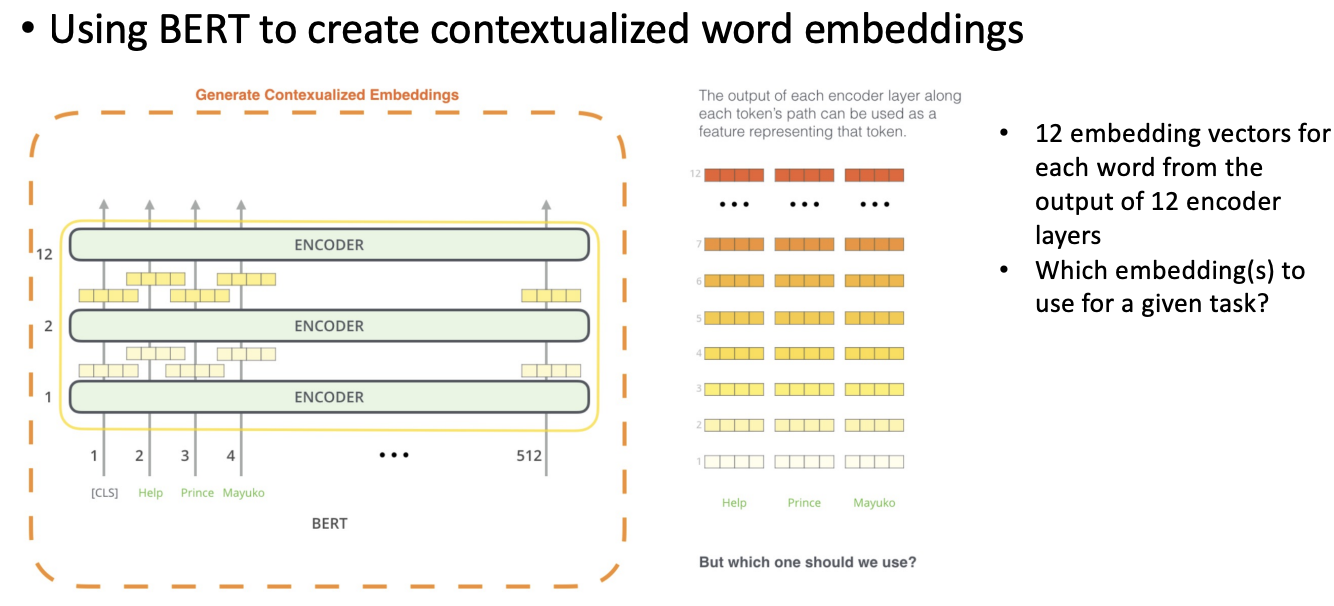 • Using BERT to create contextualized word embeddings
Generate Contexualized Embeddings
12
ENCODER
2
ENCODER
1
ENCODER
1 2 3 4 ••• 512
[CLS] Help Prince Mayuko
BERT
The output of each encoder layer along
each token's path can be used as a
feature representing that token.
12
••• ••• •••
7
6
5
4
3
2
1
Help Prince Mayuko
But which one should we use?
• 12 embedding vectors for
each word from the
output of 12 encoder
layers
• Which embedding(s) to
use for a given task?